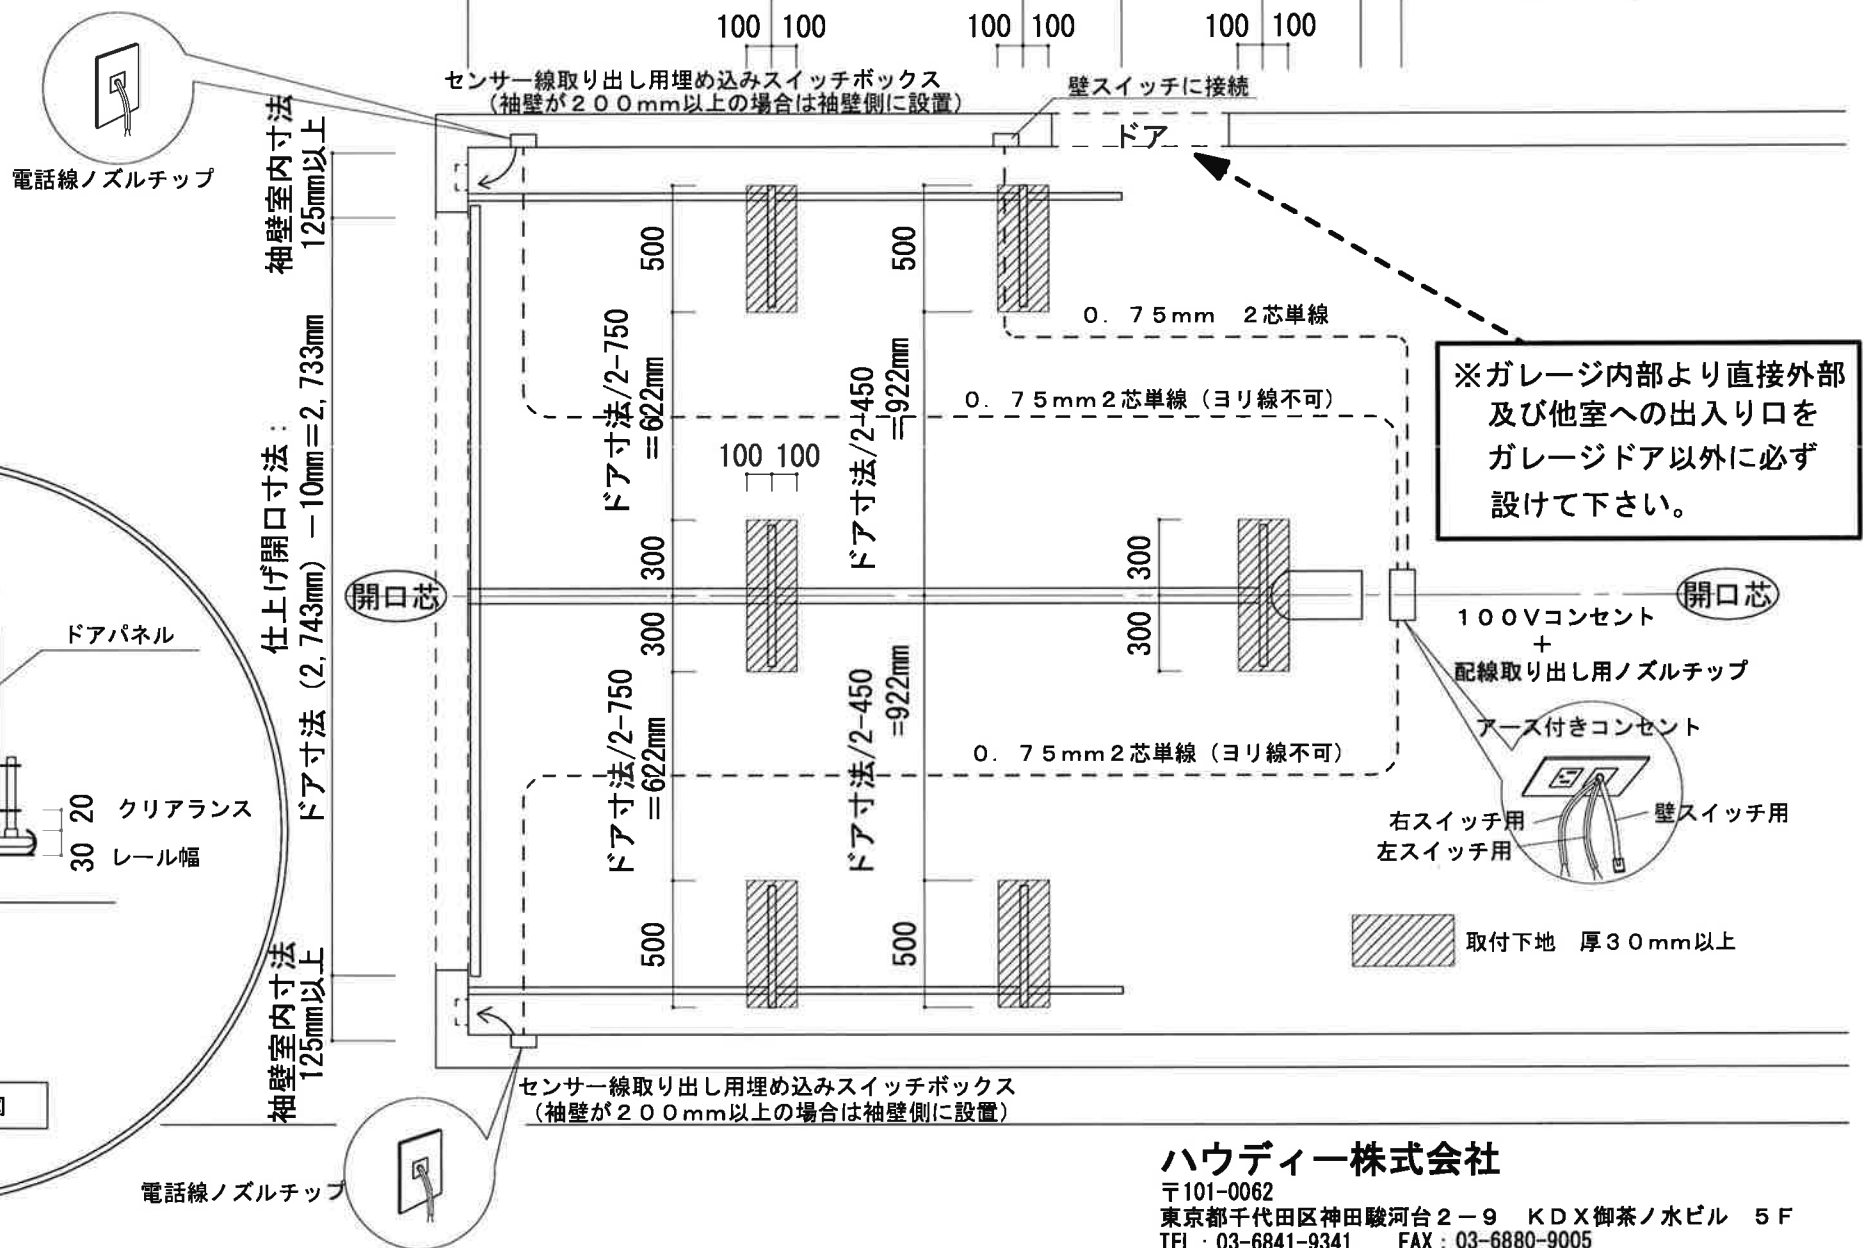 100 100
100 100
100 100
センサー線取り出し用埋め込みスイッチボックス
(袖壁が200mm以上の場合は袖壁側に設置)
壁スイッチに接続
ドア
電話線ノズルチップ
袖壁室内寸法
125mm以上
500
500
0.75mm 2芯単線
ドア寸法/2-750
=622mm
ドア寸法/2-450
=922mm
0.75mm2芯単線(ヨリ線不可)
※ガレージ内部より直接外部
及び他室への出入り口を
ガレージドア以外に必ず
設けて下さい。
100 100
仕上げ開口寸法:
ドア寸法(2,743mm)-10mm=2,733mm
300
300
300
300
開口芯
開口芯
100Vコンセント
+
配線取り出し用ノズルチップ
アース付きコンセント
ドアパネル
ドア寸法/2-750
=622mm
ドア寸法/2-450
=922mm
0.75mm2芯単線(ヨリ線不可)
20 クリアランス
30 レール幅
右スイッチ用
左スイッチ用
壁スイッチ用
500
500
取付下地 厚30mm以上
袖壁室内寸法
125mm以上
センサー線取り出し用埋め込みスイッチボックス
(袖壁が200mm以上の場合は袖壁側に設置)
電話線ノズルチップ
ハウディー株式会社
〒101-0062
東京都千代田区神田駿河台2-9 KDX御茶ノ水ビル 5F
TEL:03-6841-9341 FAX:03-6880-9005